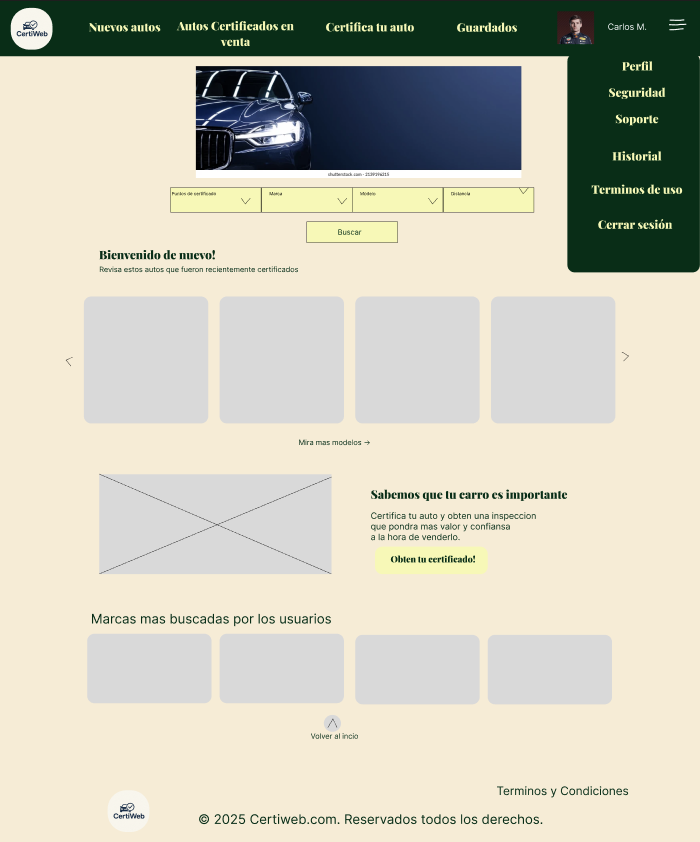 CertiWeb
Nuevos autos
Autos Certificados en
venta
Certifica tu auto
Guardados
Carlos M.
Perfil
Seguridad
Soporte
Historial
Terminos de uso
Cerrar sesión
shutterstock.com · 2139196215
Puntos de certificado
Marca
Modelo
Distancia
Buscar
Bienvenido de nuevo!
Revisa estos autos que fueron recientemente certificados
Mira mas modelos →
Sabemos que tu carro es importante
Certifica tu auto y obten una inspeccion
que pondra mas valor y confiansa
a la hora de venderlo.
Obten tu certificado!
Marcas mas buscadas por los usuarios
Volver al incio
Terminos y Condiciones
CertiWeb
© 2025 Certiweb.com. Reservados todos los derechos.